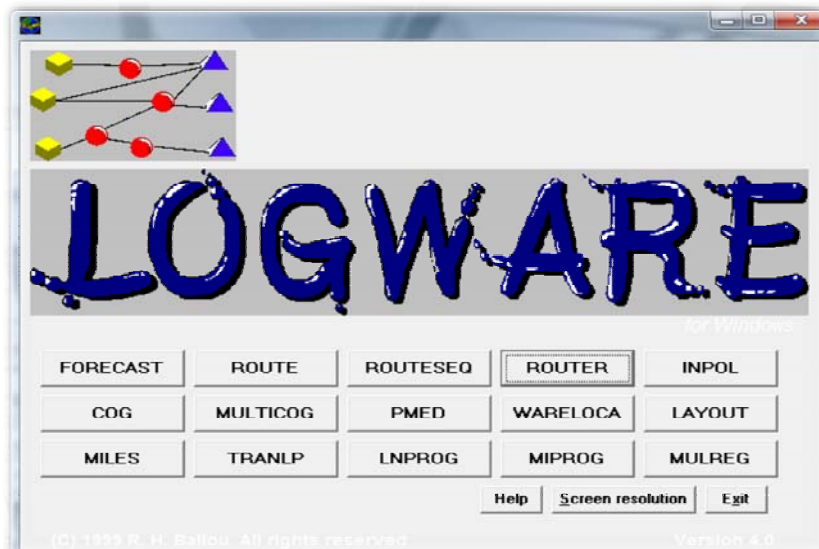 LOGWARE
for Windows
FORECAST ROUTE ROUTESEQ ROUTER INPOL
COG MULTICOG PMED WARELOCA LAYOUT
MILES TRANLP LNPROG MIPROG MULREG
Help Screen resolution Exit
(C) 1999 R. H. Ballou. All rights reserved Version 4.0